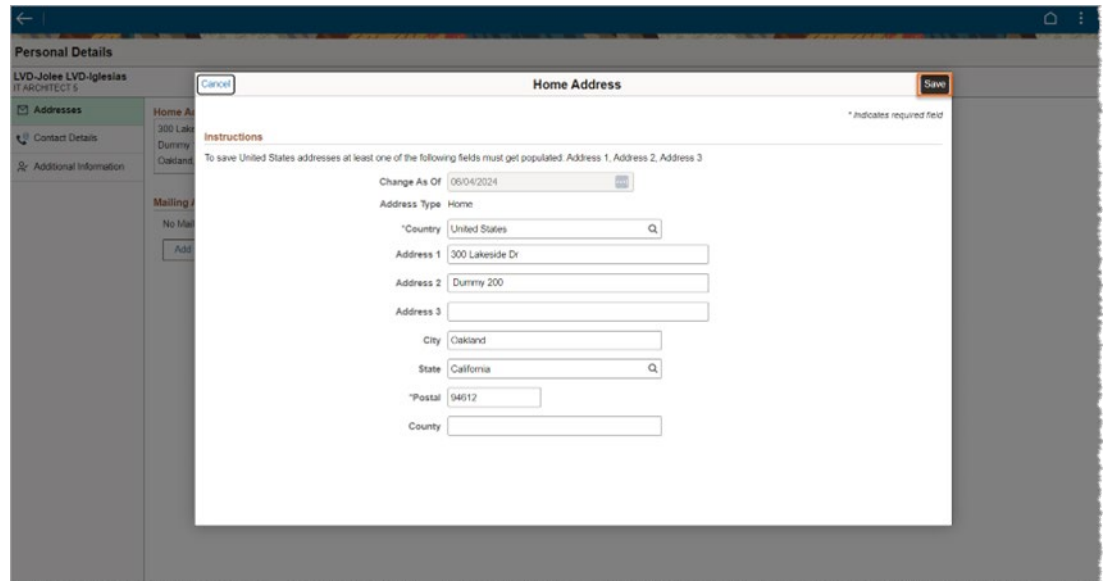 Personal Details
LVD-Jolee LVD-Iglesias
IT ARCHITECT 5
Addresses
Contact Details
Additional Information
Home
300 Lake
Dummy
Oakland,
Mailing
No Mail
Add
Cancel
Home Address
Save
* Indicates required field
Instructions
To save United States addresses at least one of the following fields must get populated. Address 1, Address 2, Address 3
Change As Of 06/04/2024
Address Type Home
*Country United States
Address 1 300 Lakeside Dr
Address 2 Dummy 200
Address 3
City Oakland
State California
*Postal 94612
County